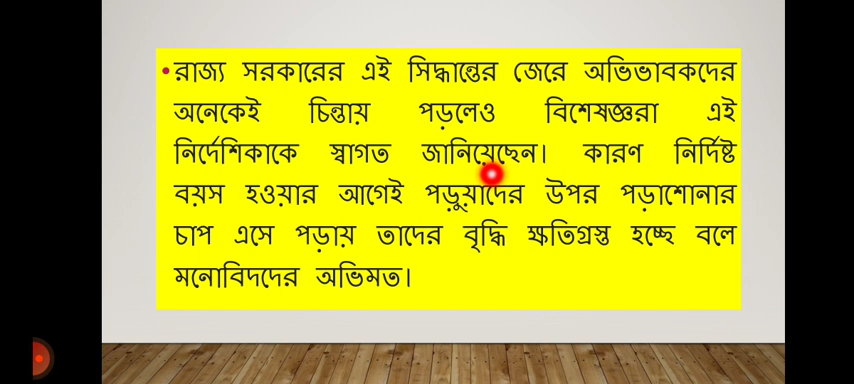 •রাজ্য সরকারের এই সিদ্ধান্তের জেরে অভিভাবকদের
অনেকেই চিন্তায় পড়লেও বিশেষজ্ঞরা এই
নির্দেশিকাকে স্বাগত জানিয়েছেন। কারণ নির্দিষ্ট
বয়স হওয়ার আগেই পড়ুয়াদের উপর পড়াশোনার
চাপ এসে পড়ায় তাদের বৃদ্ধি ক্ষতিগ্রস্ত হচ্ছে বলে
মনোবিদদের অভিমত।